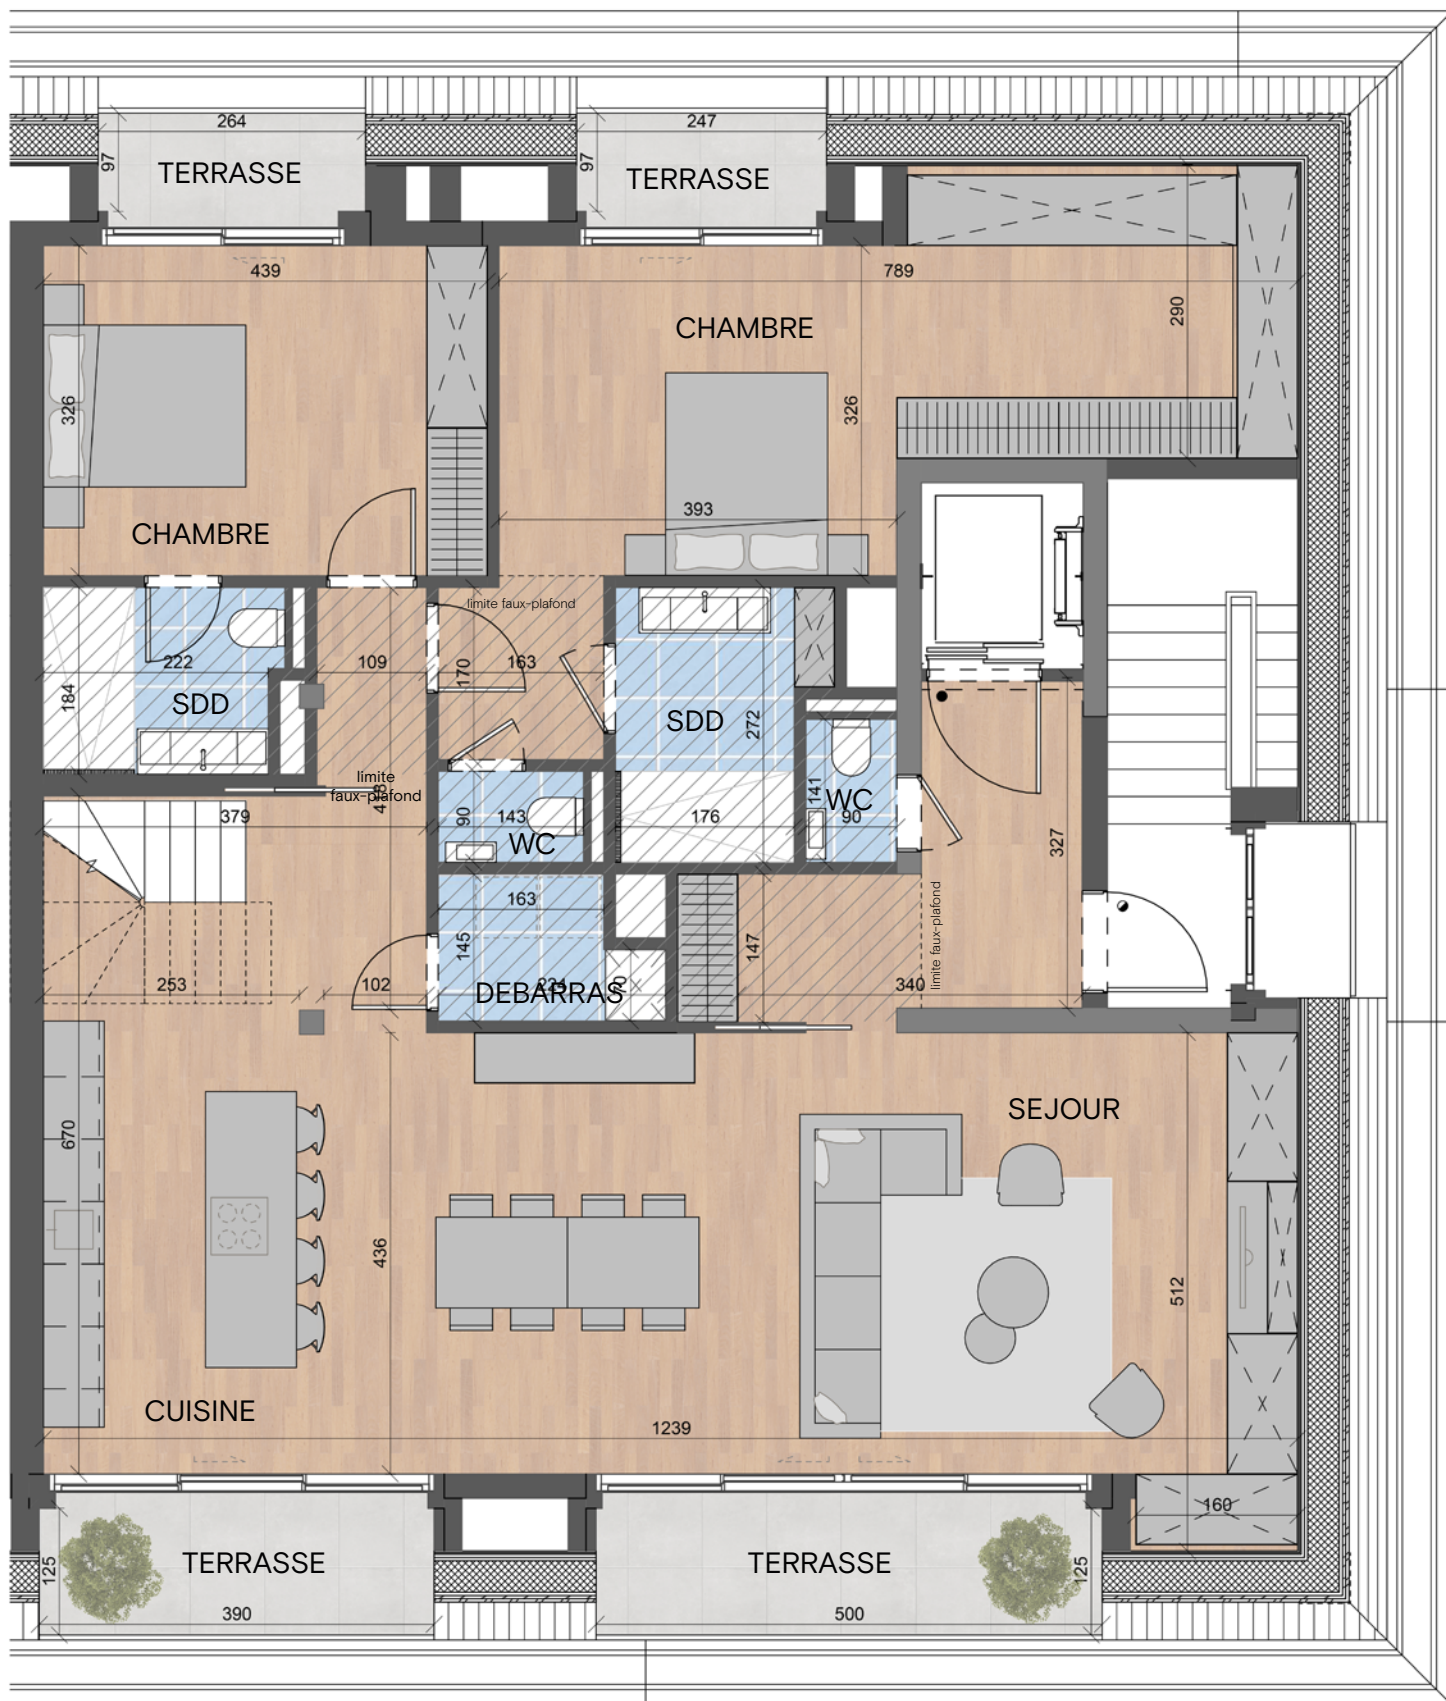 264
247
97
TERRASSE
97
TERRASSE
439
789
290
CHAMBRE
326
326
393
CHAMBRE
limite faux-plafond
222
109
170
163
184
SDD
SDD
272
limite
faux-plafond
418
141
WC
90
379
90
143
WC
176
327
163
145
147
limite faux-plafond
253
102
DEBARRAS
224
70
340
SEJOUR
670
436
512
CUISINE
1239
160
125
TERRASSE
TERRASSE
125
390
500